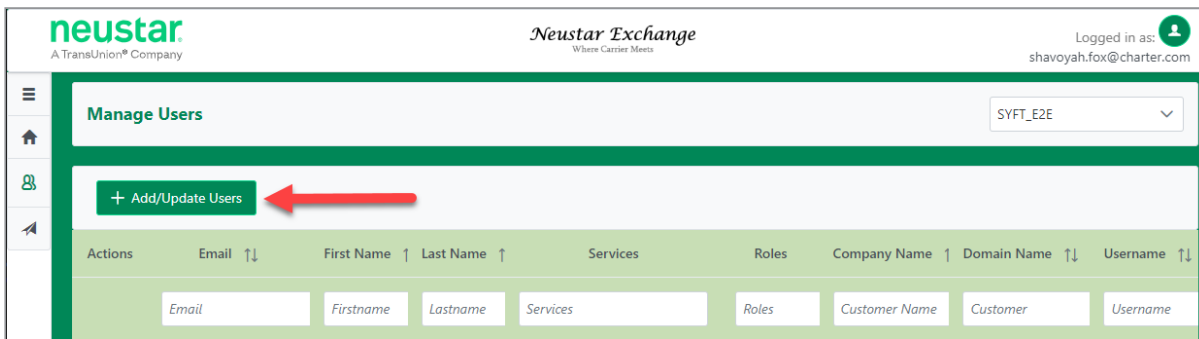 neustar
A TransUnion® Company
Neustar Exchange
Where Carrier Meets
Logged in as:
shavoyah.fox@charter.com
Manage Users
SYFT_E2E
+ Add/Update Users
Actions Email ↑↓ First Name ↑ Last Name ↑ Services Roles Company Name ↑ Domain Name ↑↓ Username ↑↓
Email Firstname Lastname Services Roles Customer Name Customer Username